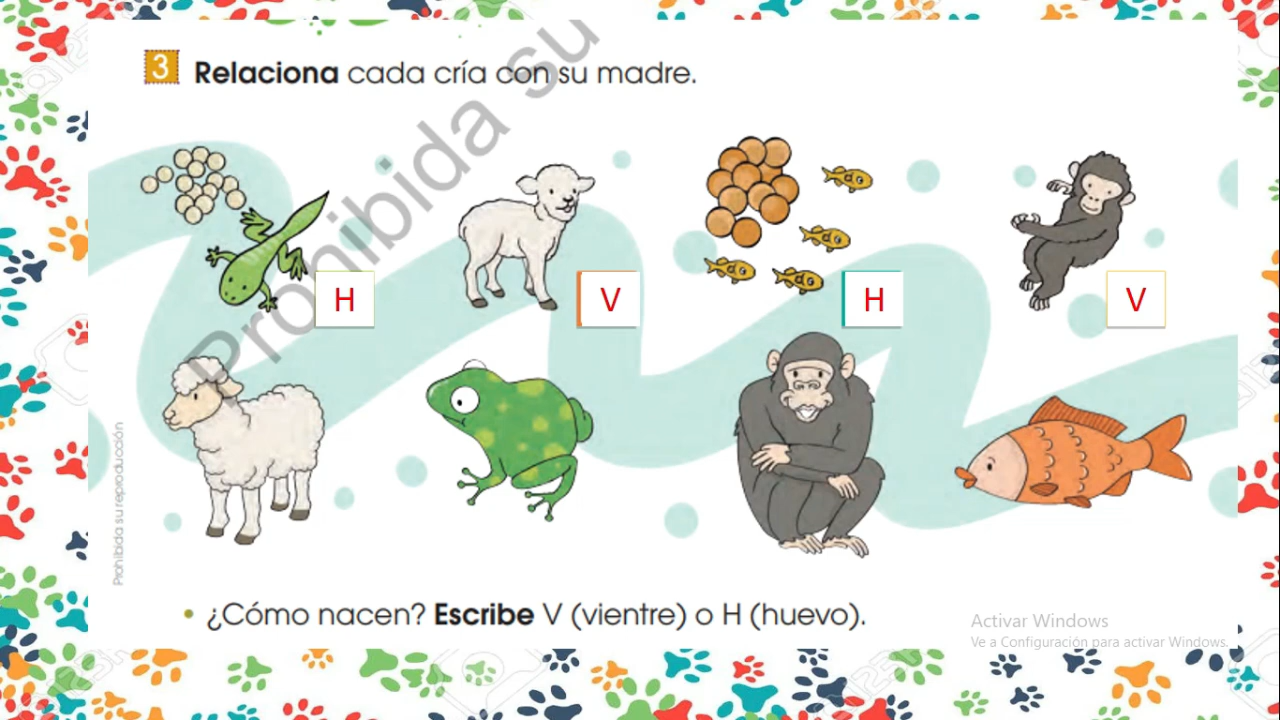 3 Relaciona cada cría con su madre.
Prohibida su
H
V
H
V
Prohibida su reproducción
• ¿Cómo nacen? Escribe V (vientre) o H (huevo).
Activar Windows
Ve a Configuración para activar Windows.